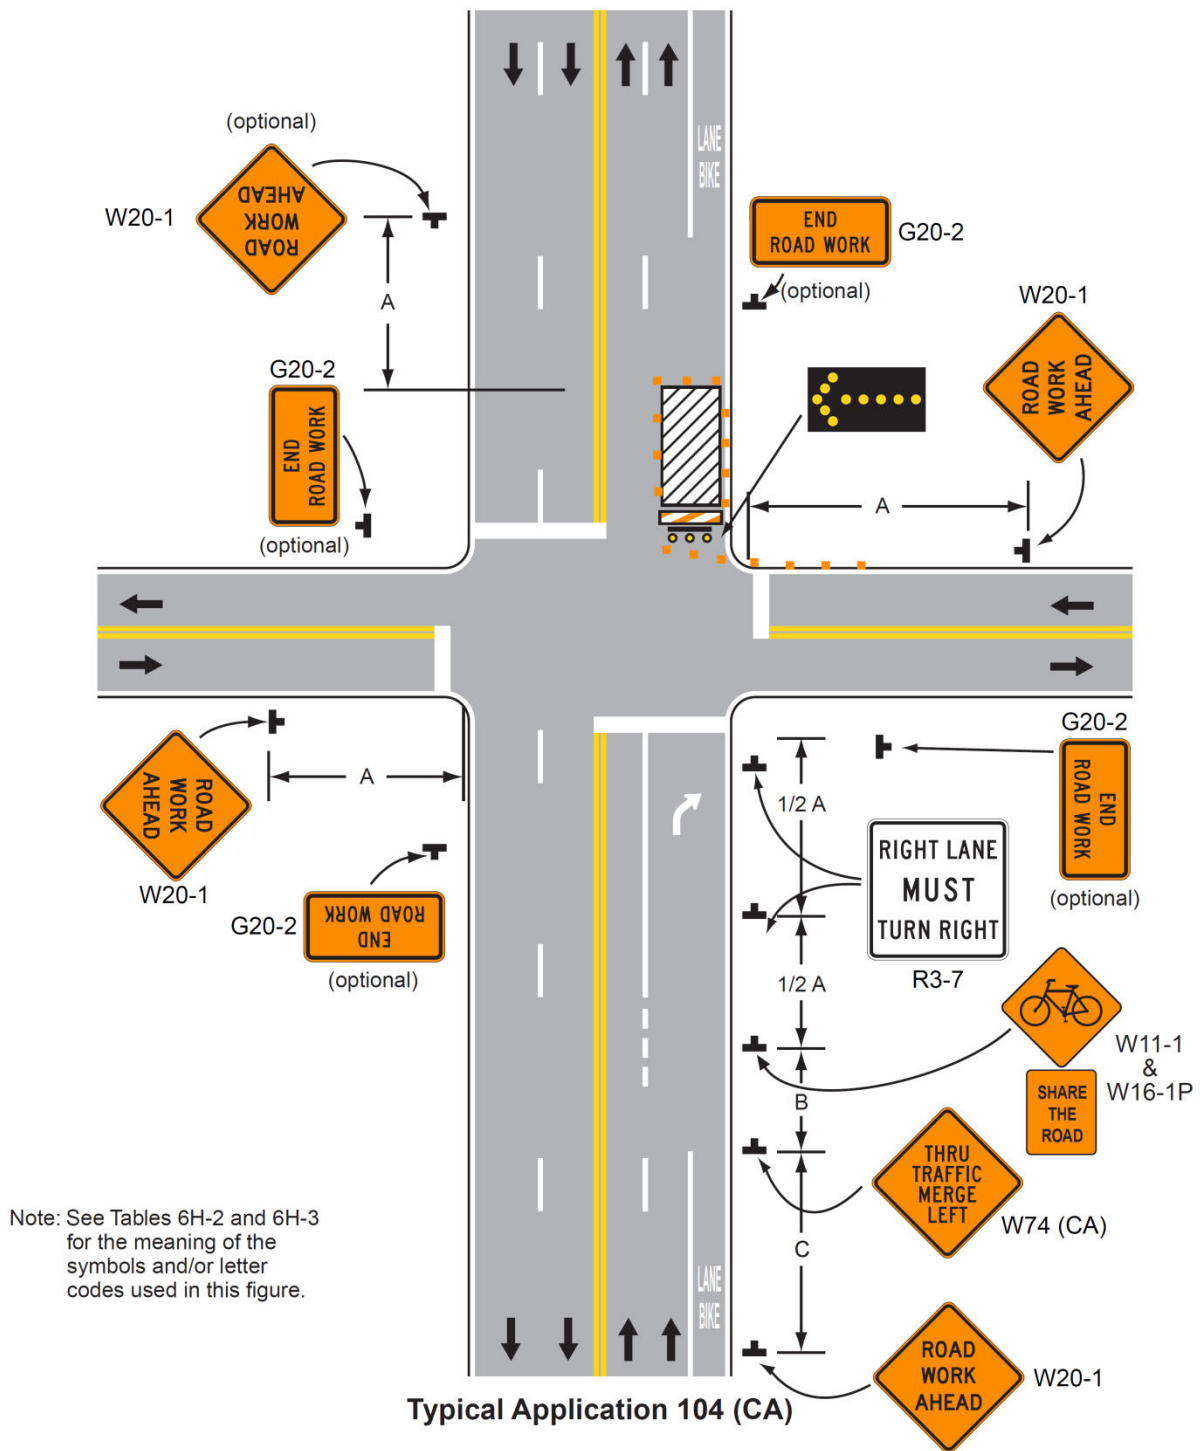 (optional)
W20-1
ROAD
WORK
AHEAD
A
LANE
BIKE
END
ROAD WORK
G20-2
(optional)
W20-1
ROAD
WORK
AHEAD
G20-2
END
ROAD WORK
(optional)
A
A
ROAD
WORK
AHEAD
W20-1
G20-2
END
ROAD WORK
(optional)
1/2 A
G20-2
END
ROAD WORK
(optional)
RIGHT LANE
MUST
TURN RIGHT
R3-7
1/2 A
W11-1
&
W16-1P
SHARE
THE
ROAD
B
THRU
TRAFFIC
MERGE
LEFT
W74 (CA)
C
LANE
BIKE
Note: See Tables 6H-2 and 6H-3
for the meaning of the
symbols and/or letter
codes used in this figure.
ROAD
WORK
AHEAD
W20-1
Typical Application 104 (CA)